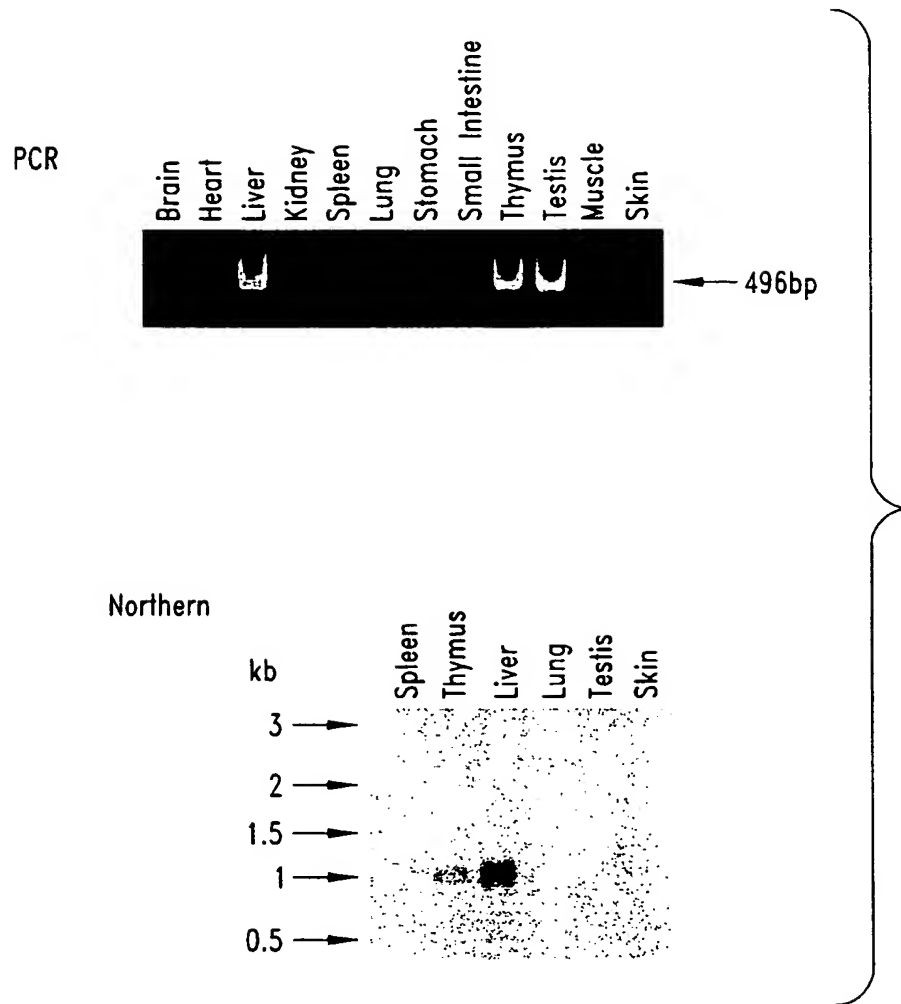 PCR
Brain
Heart
Liver
Kidney
Spleen
Lung
Stomach
Small Intestine
Thymus
Testis
Muscle
Skin
496bp
Northern
kb
Spleen
Thymus
Liver
Lung
Testis
Skin
3
2
1.5
1
0.5